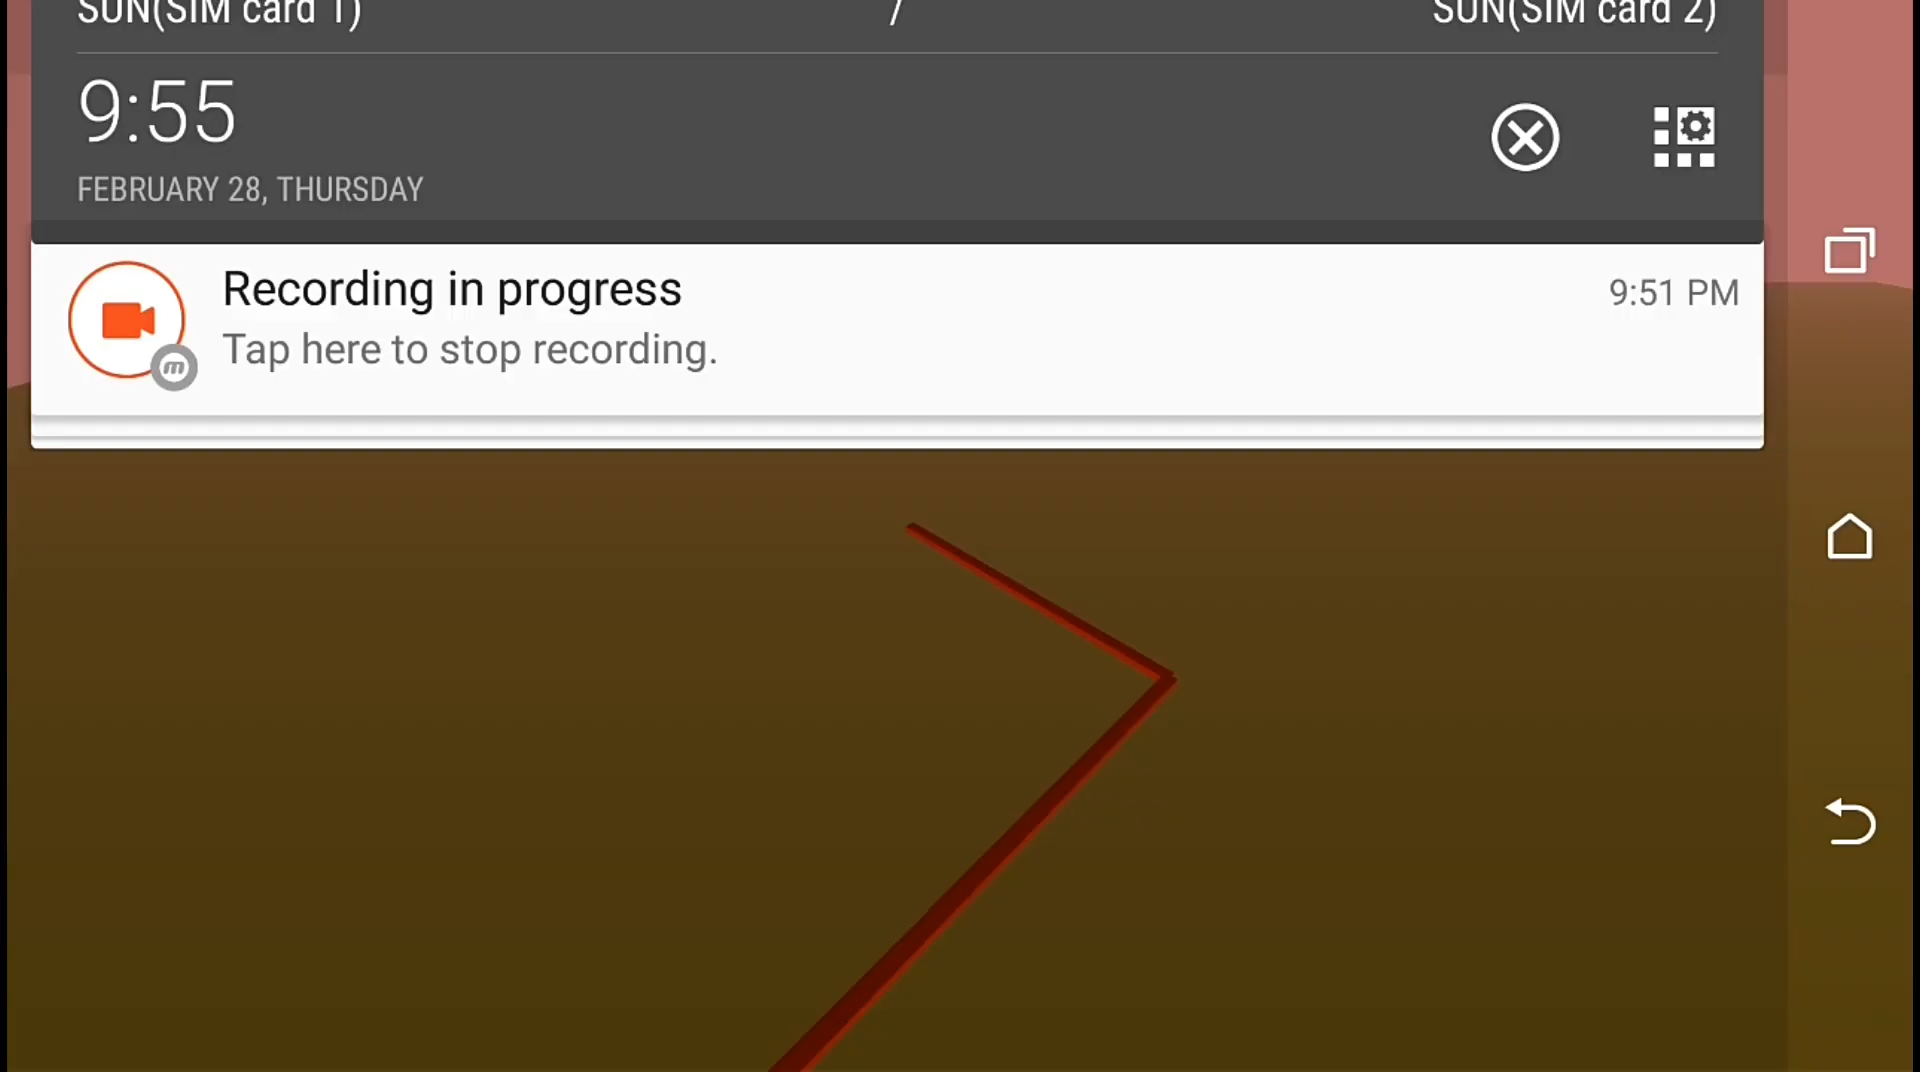 SUN(SIM card 1) / SUN(SIM card 2)
9:55
FEBRUARY 28, THURSDAY
Recording in progress
9:51 PM
Tap here to stop recording.
m